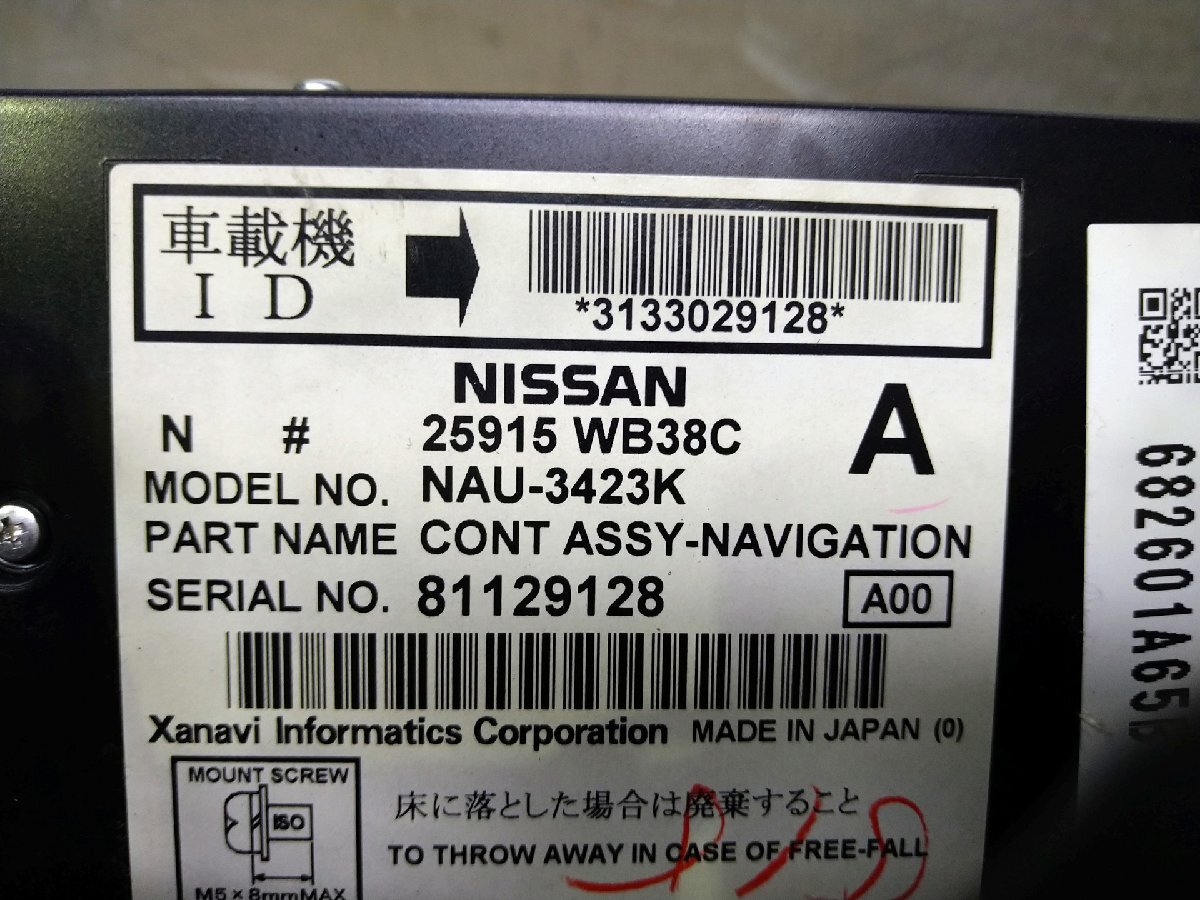 車載機
ID
*3133029128*
NISSAN
A
N # 25915 WB38C
MODEL NO. NAU-3423K
PART NAME CONT ASSY-NAVIGATION
SERIAL NO. 81129128
A00
Xanavi Informatics Corporation MADE IN JAPAN (0)
MOUNT SCREW
ISO
M5×8mmMAX
床に落とした場合は廃棄すること
TO THROW AWAY IN CASE OF FREE-FALL